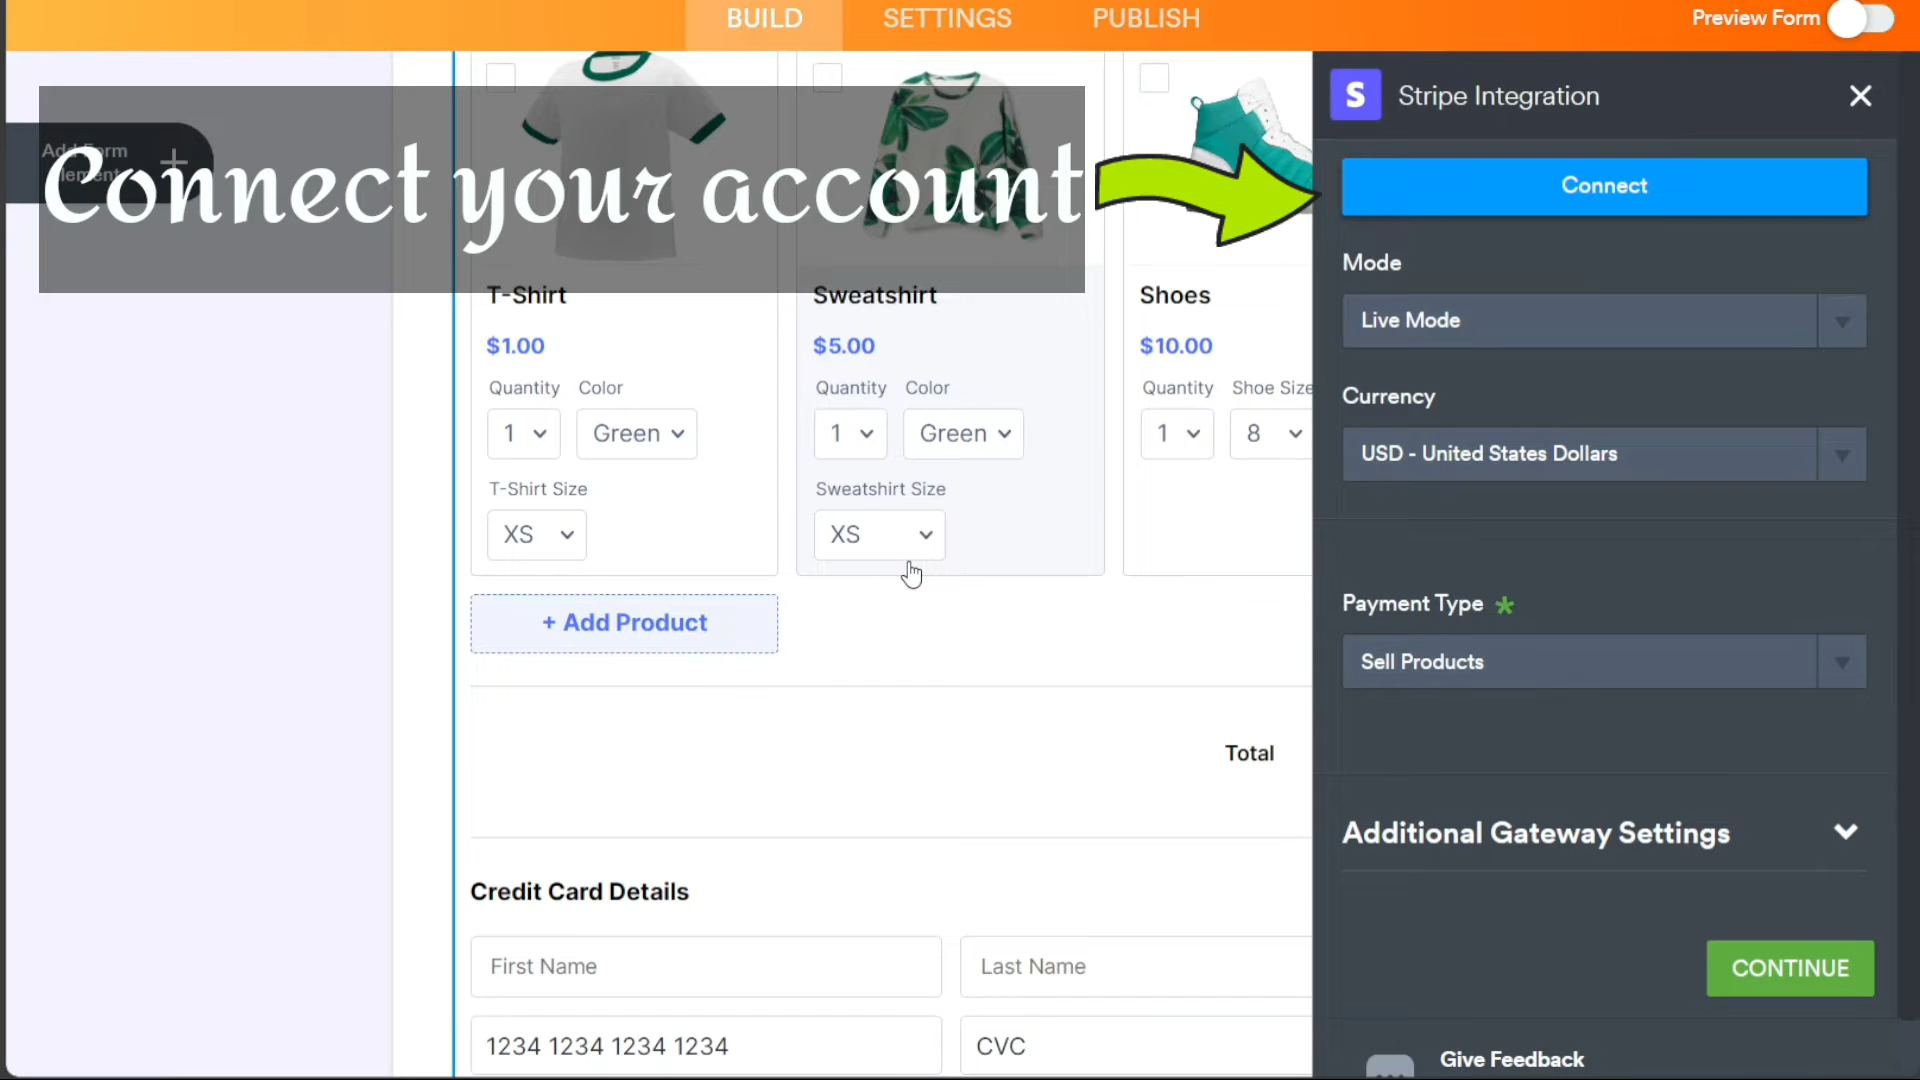 BUILD
SETTINGS
PUBLISH
Preview Form
S
Stripe Integration
Add Form
Element
Connect your account
Connect
Mode
Live Mode
Currency
USD - United States Dollars
Payment Type *
Sell Products
Additional Gateway Settings
CONTINUE
Give Feedback
T-Shirt
$1.00
Quantity Color
1 Green
T-Shirt Size
XS
Sweatshirt
$5.00
Quantity Color
1 Green
Sweatshirt Size
XS
Shoes
$10.00
Quantity Shoe Size
1 8
+ Add Product
Total
Credit Card Details
First Name
Last Name
1234 1234 1234 1234
CVC